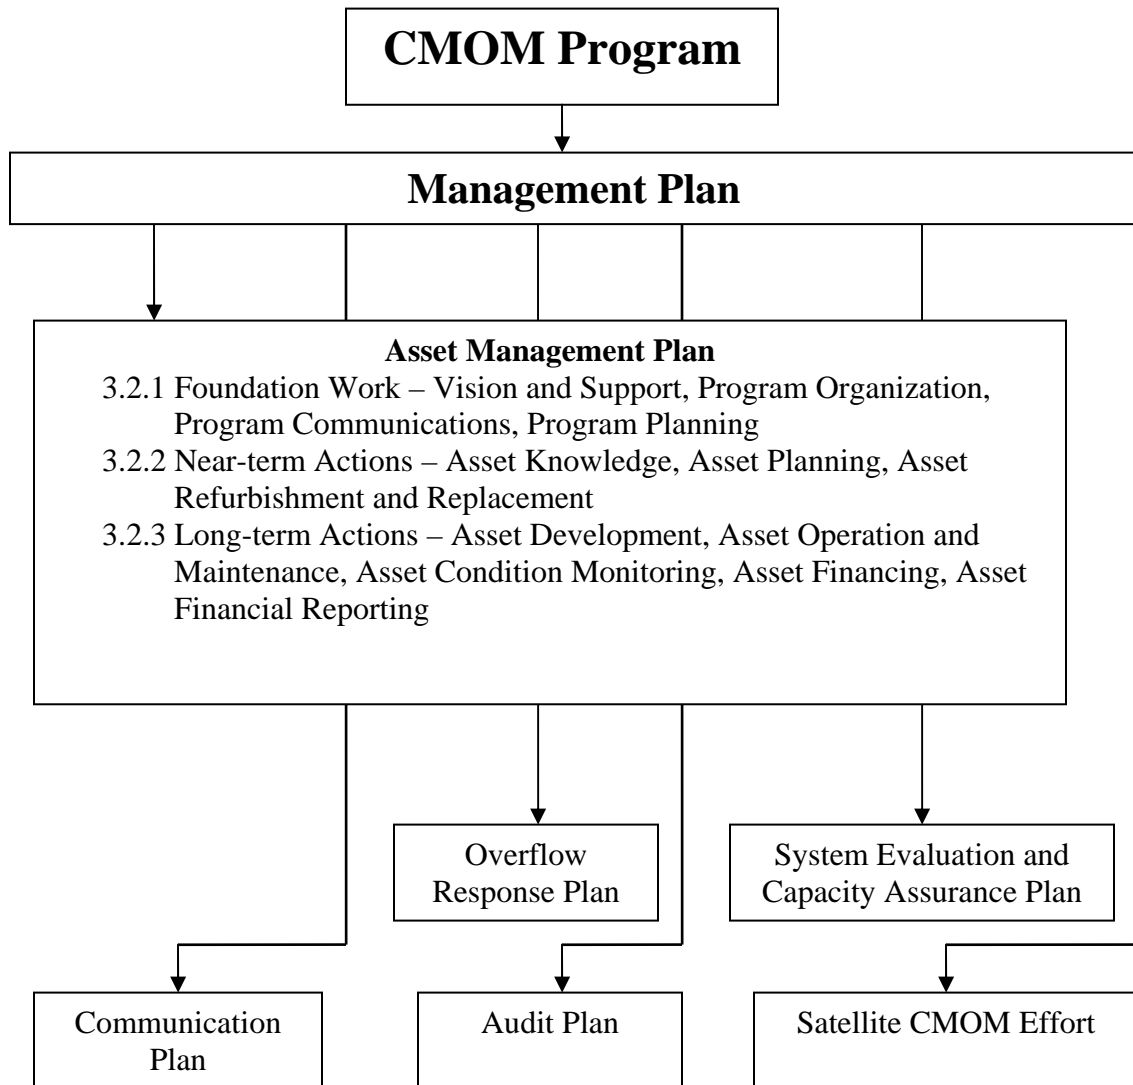 CMOM Program
Management Plan
Asset Management Plan
3.2.1 Foundation Work – Vision and Support, Program Organization,
Program Communications, Program Planning
3.2.2 Near-term Actions – Asset Knowledge, Asset Planning, Asset
Refurbishment and Replacement
3.2.3 Long-term Actions – Asset Development, Asset Operation and
Maintenance, Asset Condition Monitoring, Asset Financing, Asset
Financial Reporting
Overflow
Response Plan
System Evaluation and
Capacity Assurance Plan
Communication
Plan
Audit Plan
Satellite CMOM Effort